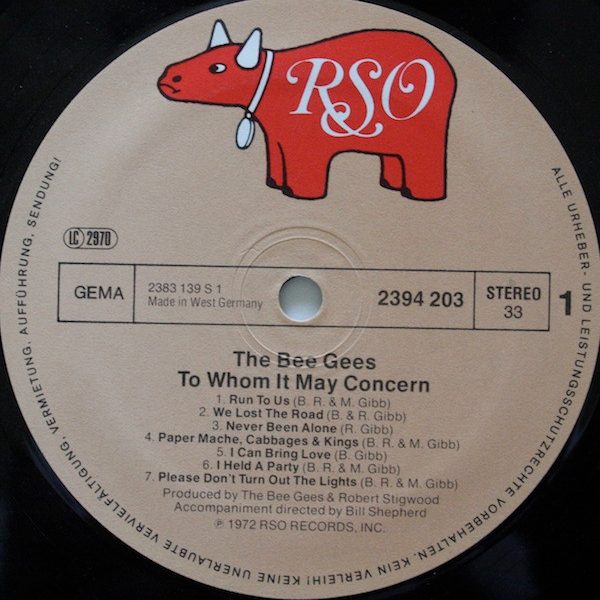 RSO
LC 2970
GEMA
2383 139 S 1
Made in West Germany
2394 203
STEREO
33
1
The Bee Gees
To Whom It May Concern
1. Run To Us (B. R. & M. Gibb)
2. We Lost The Road (B. & R. Gibb)
3. Never Been Alone (R. Gibb)
4. Paper Mache, Cabbages & Kings (B. R. & M. Gibb)
5. I Can Bring Love (B. Gibb)
6. I Held A Party (B. R. & M. Gibb)
7. Please Don't Turn Out The Lights (B. R. & M. Gibb)
Produced by The Bee Gees & Robert Stigwood
Accompaniment directed by Bill Shepherd
℗ 1972 RSO RECORDS, INC.
ALLE URHEBER- UND LEISTUNGSSCHUTZRECHTE VORBEHALTEN. KEIN VERLEIH! KEINE UNERLAUBTE VERVIELFÄLTIGUNG, VERMIETUNG, AUFFÜHRUNG, SENDUNG!